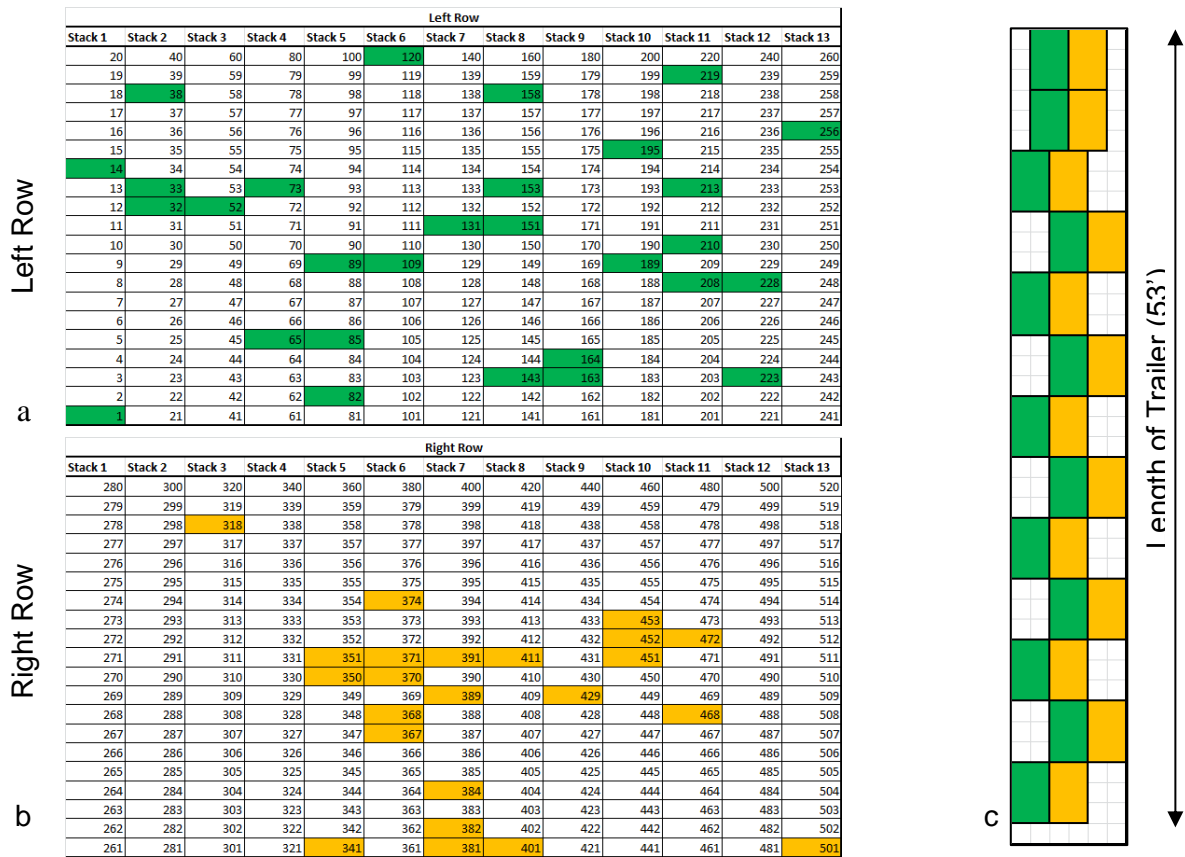 Left Row
Stack 1 Stack 2 Stack 3 Stack 4 Stack 5 Stack 6 Stack 7 Stack 8 Stack 9 Stack 10 Stack 11 Stack 12 Stack 13
20 40 60 80 100 120 140 160 180 200 220 240 260
19 39 59 79 99 119 139 159 179 199 219 239 259
18 38 58 78 98 118 138 158 178 198 218 238 258
17 37 57 77 97 117 137 157 177 197 217 237 257
16 36 56 76 96 116 136 156 176 196 216 236 256
15 35 55 75 95 115 135 155 175 195 215 235 255
14 34 54 74 94 114 134 154 174 194 214 234 254
13 33 53 73 93 113 133 153 173 193 213 233 253
12 32 52 72 92 112 132 152 172 192 212 232 252
11 31 51 71 91 111 131 151 171 191 211 231 251
10 30 50 70 90 110 130 150 170 190 210 230 250
9 29 49 69 89 109 129 149 169 189 209 229 249
8 28 48 68 88 108 128 148 168 188 208 228 248
7 27 47 67 87 107 127 147 167 187 207 227 247
6 26 46 66 86 106 126 146 166 186 206 226 246
5 25 45 65 85 105 125 145 165 185 205 225 245
4 24 44 64 84 104 124 144 164 184 204 224 244
3 23 43 63 83 103 123 143 163 183 203 223 243
2 22 42 62 82 102 122 142 162 182 202 222 242
1 21 41 61 81 101 121 141 161 181 201 221 241
Left Row
a
Right Row
Stack 1 Stack 2 Stack 3 Stack 4 Stack 5 Stack 6 Stack 7 Stack 8 Stack 9 Stack 10 Stack 11 Stack 12 Stack 13
280 300 320 340 360 380 400 420 440 460 480 500 520
279 299 319 339 359 379 399 419 439 459 479 499 519
278 298 318 338 358 378 398 418 438 458 478 498 518
277 297 317 337 357 377 397 417 437 457 477 497 517
276 296 316 336 356 376 396 416 436 456 476 496 516
275 295 315 335 355 375 395 415 435 455 475 495 515
274 294 314 334 354 374 394 414 434 454 474 494 514
273 293 313 333 353 373 393 413 433 453 473 493 513
272 292 312 332 352 372 392 412 432 452 472 492 512
271 291 311 331 351 371 391 411 431 451 471 491 511
270 290 310 330 350 370 390 410 430 450 470 490 510
269 289 309 329 349 369 389 409 429 449 469 489 509
268 288 308 328 348 368 388 408 428 448 468 488 508
267 287 307 327 347 367 387 407 427 447 467 487 507
266 286 306 326 346 366 386 406 426 446 466 486 506
265 285 305 325 345 365 385 405 425 445 465 485 505
264 284 304 324 344 364 384 404 424 444 464 484 504
263 283 303 323 343 363 383 403 423 443 463 483 503
262 282 302 322 342 362 382 402 422 442 462 482 502
261 281 301 321 341 361 381 401 421 441 461 481 501
Right Row
b
c
Length of Trailer (53')